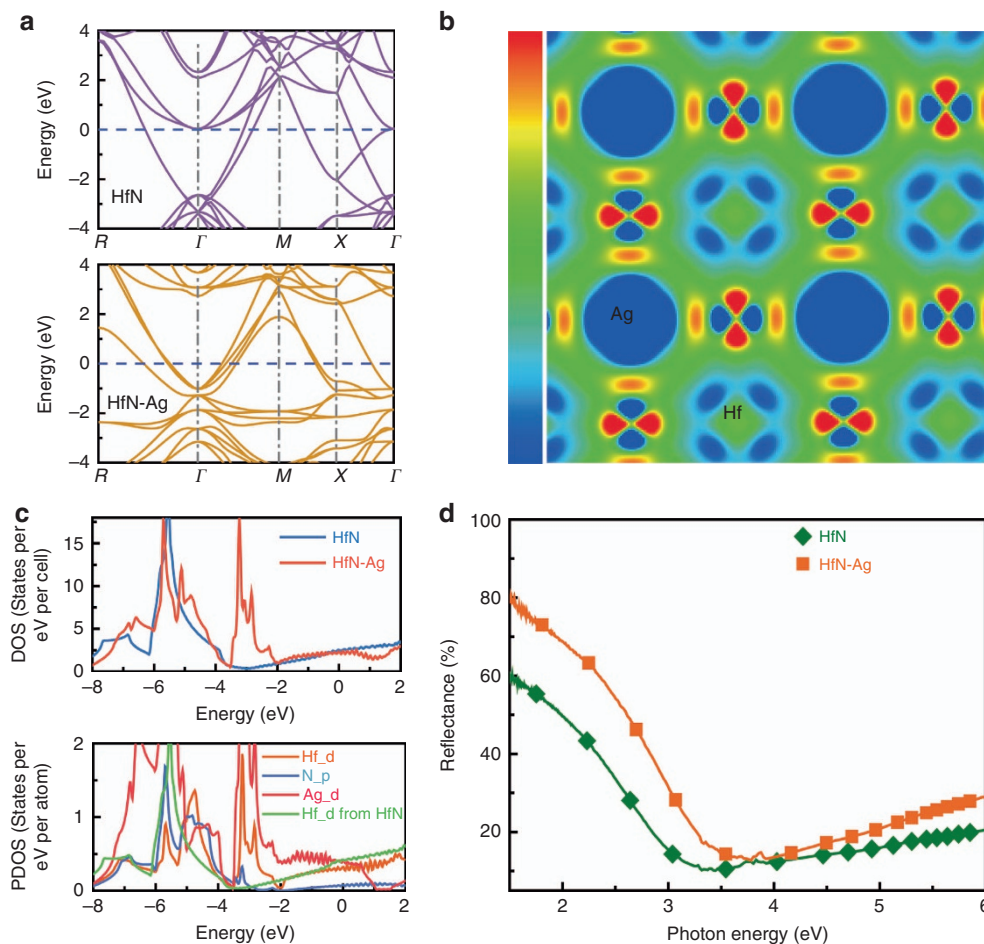 a
4
2
0
−2
−4
Energy (eV)
HfN
R Γ M X Γ
4
2
0
−2
−4
Energy (eV)
HfN-Ag
R Γ M X Γ
b
Ag
Hf
c
15
10
5
0
DOS (States per
eV per cell)
HfN
HfN-Ag
−8 −6 −4 −2 0 2
Energy (eV)
2
1
0
PDOS (States per
eV per atom)
Hf_d
N_p
Ag_d
Hf_d from HfN
−8 −6 −4 −2 0 2
Energy (eV)
d
100
80
60
40
20
Reflectance (%)
HfN
HfN-Ag
2 3 4 5 6
Photon energy (eV)